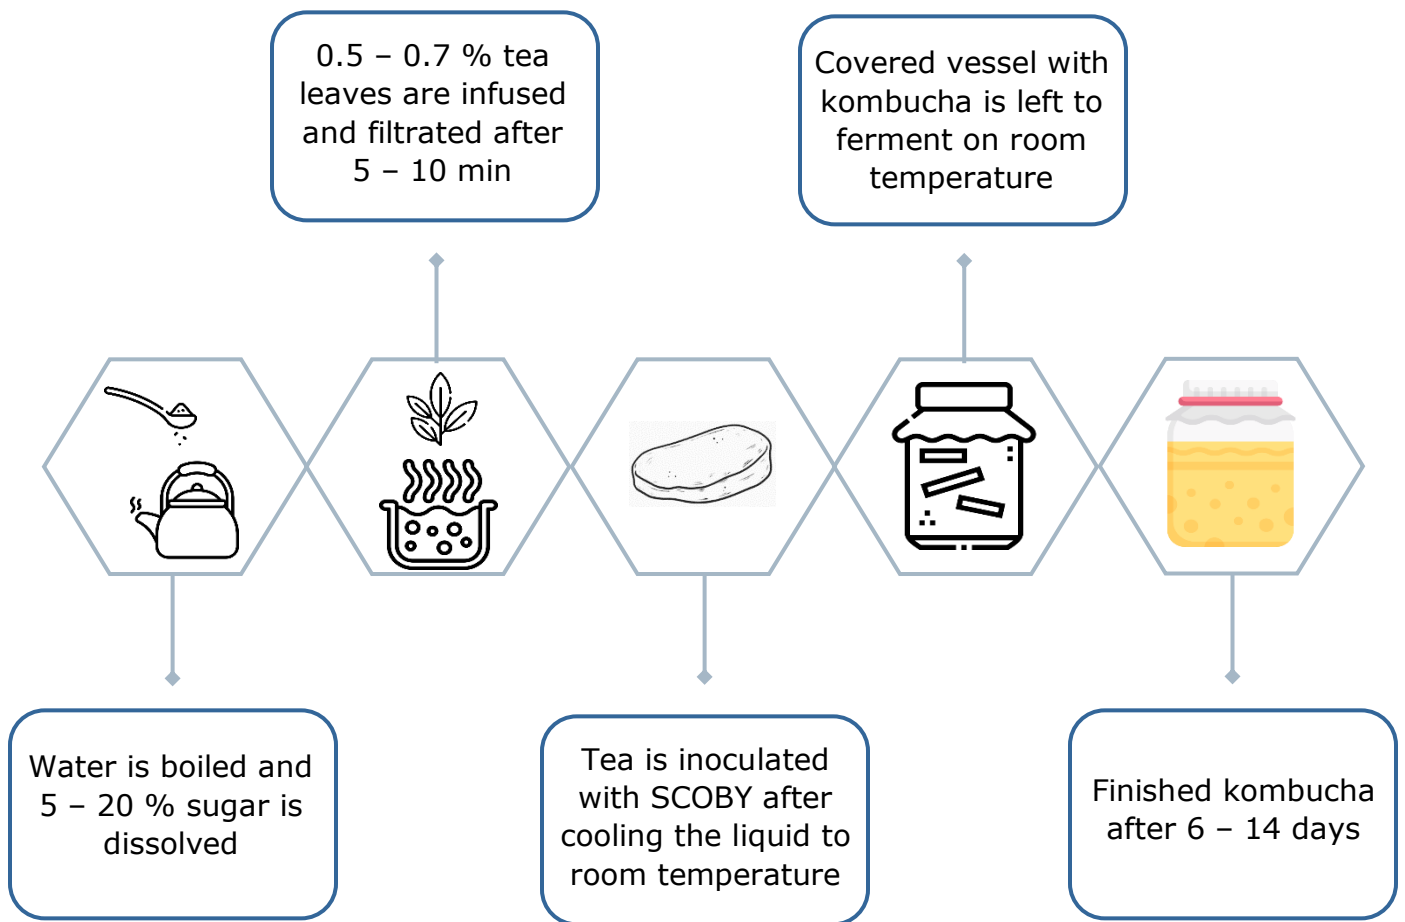 Water is boiled and
5 – 20 % sugar is
dissolved
0.5 – 0.7 % tea
leaves are infused
and filtrated after
5 – 10 min
Tea is inoculated
with SCOBY after
cooling the liquid to
room temperature
Covered vessel with
kombucha is left to
ferment on room
temperature
Finished kombucha
after 6 – 14 days